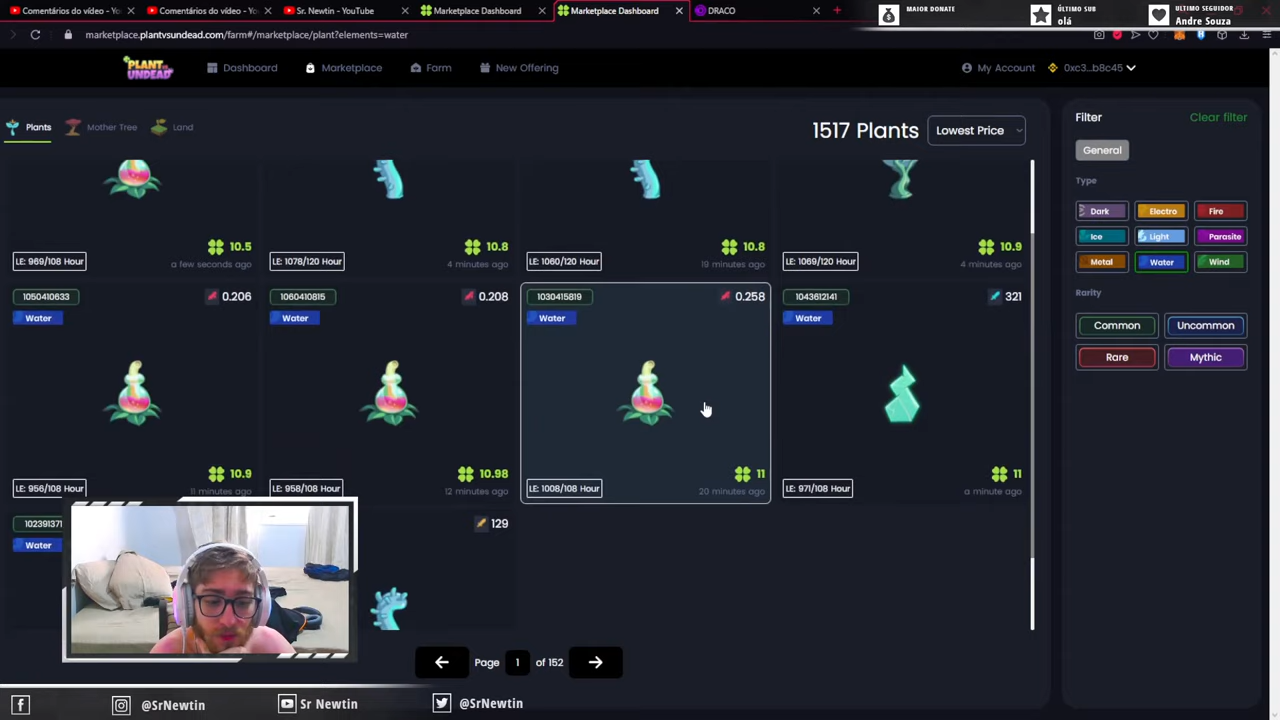 Comentários do vídeo - Yo
Comentários do vídeo - Yo
Sr. Newtin - YouTube
Marketplace Dashboard
Marketplace Dashboard
DRACO
MAIOR DONATE
ÚLTIMO SUB
olá
ULTIMO SEGUIDOR
Andre Souza
marketplace.plantvsundead.com/farm#/marketplace/plant?elements=water
PLANT VS UNDEAD
Dashboard
Marketplace
Farm
New Offering
My Account
0xc3...b8c45
Plants
Mother Tree
Land
1517 Plants
Lowest Price
Filter
Clear filter
General
Type
Dark
Electro
Fire
Ice
Light
Parasite
Metal
Water
Wind
Rarity
Common
Uncommon
Rare
Mythic
10.5
LE: 969/108 Hour
a few seconds ago
10.8
LE: 1078/120 Hour
4 minutes ago
10.8
LE: 1060/120 Hour
19 minutes ago
10.9
LE: 1069/120 Hour
4 minutes ago
1050410633
0.206
Water
10.9
LE: 956/108 Hour
11 minutes ago
1060410815
0.208
Water
10.98
LE: 958/108 Hour
12 minutes ago
1030415819
0.258
Water
11
LE: 1008/108 Hour
20 minutes ago
1043612141
321
Water
11
LE: 971/108 Hour
a minute ago
102391371
Water
129
Page 1 of 152
@SrNewtin
Sr Newtin
@SrNewtin